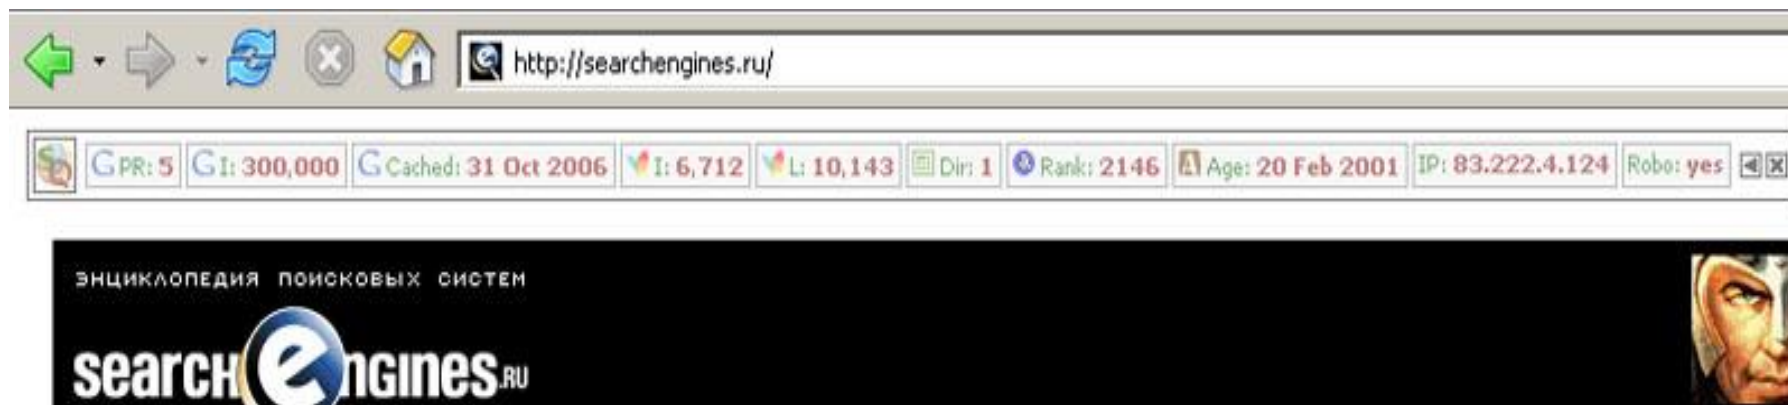 http://searchengines.ru/
PR: 5 I: 300,000 Cached: 31 Oct 2006 I: 6,712 L: 10,143 Dir: 1 Rank: 2146 Age: 20 Feb 2001 IP: 83.222.4.124 Robo: yes
ЭНЦИКЛОПЕДИЯ ПОИСКОВЫХ СИСТЕМ
searcHengines.RU